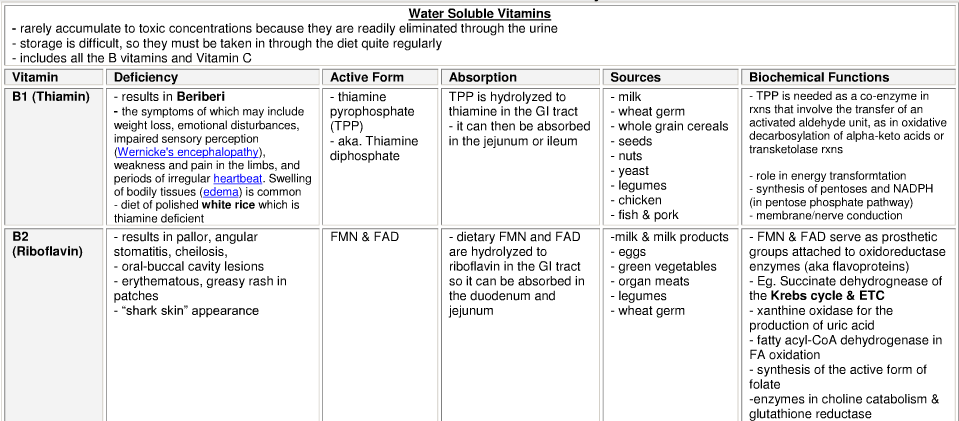 Water Soluble Vitamins
- rarely accumulate to toxic concentrations because they are readily eliminated through the urine
- storage is difficult, so they must be taken in through the diet quite regularly
- includes all the B vitamins and Vitamin C
Vitamin
Deficiency
Active Form
Absorption
Sources
Biochemical Functions
B1 (Thiamin)
- results in Beriberi
- the symptoms of which may include
weight loss, emotional disturbances,
impaired sensory perception
(Wernicke's encephalopathy),
weakness and pain in the limbs, and
periods of irregular heartbeat. Swelling
of bodily tissues (edema) is common
- diet of polished white rice which is
thiamine deficient
- thiamine
pyrophosphate
(TPP)
- aka. Thiamine
diphosphate
TPP is hydrolyzed to
thiamine in the GI tract
- it can then be absorbed
in the jejunum or ileum
- milk
- wheat germ
- whole grain cereals
- seeds
- nuts
- yeast
- legumes
- chicken
- fish & pork
- TPP is needed as a co-enzyme in
rxns that involve the transfer of an
activated aldehyde unit, as in oxidative
decarbosylation of alpha-keto acids or
transketolase rxns
- role in energy transformtation
- synthesis of pentoses and NADPH
(in pentose phosphate pathway)
- membrane/nerve conduction
B2
(Riboflavin)
- results in pallor, angular
stomatitis, cheilosis,
- oral-buccal cavity lesions
- erythematous, greasy rash in
patches
- “shark skin” appearance
FMN & FAD
- dietary FMN and FAD
are hydrolyzed to
riboflavin in the GI tract
so it can be absorbed in
the duodenum and
jejunum
-milk & milk products
- eggs
- green vegetables
- organ meats
- legumes
- wheat germ
- FMN & FAD serve as prosthetic
groups attached to oxidoreductase
enzymes (aka flavoproteins)
- Eg. Succinate dehydrognease of
the Krebs cycle & ETC
- xanthine oxidase for the
production of uric acid
- fatty acyl-CoA dehydrogenase in
FA oxidation
- synthesis of the active form of
folate
-enzymes in choline catabolism &
glutathione reductase